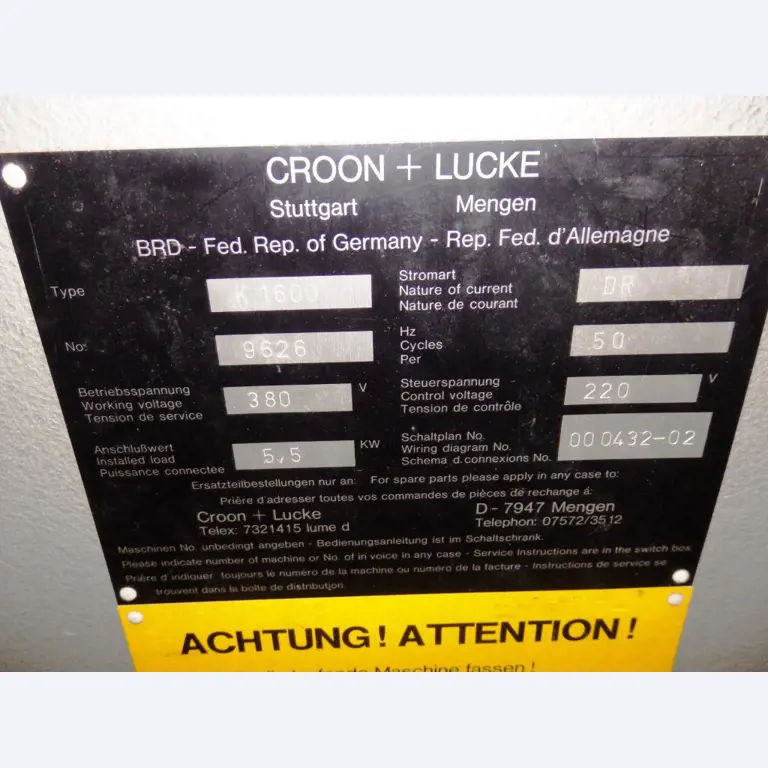 CROON + LUCKE
Stuttgart Mengen
BRD - Fed. Rep. of Germany - Rep. Fed. d'Allemagne
Type K 1600
Stromart
Nature of current
Nature de courant
DR
No: 9626
Hz
Cycles
Per
50
Betriebsspannung
Working voltage
Tension de service
380 V
Steuerspannung
Control voltage
Tension de contrôle
220 V
Anschlußwert
Installed load
Puissance connectée
5,5 KW
Schaltplan No.
Wiring diagram No.
Schema d.connexions No.
000432-02
Ersatzteilbestellungen nur an: For spare parts please apply in any case to:
Prière d'adresser toutes vos commandes de pièces de rechange á:
Croon + Lucke D - 7947 Mengen
Telex: 7321415 lume d Telephon: 07572/3512
Maschinen No. unbedingt angeben - Bedienungsanleitung ist im Schaltschrank.
Please indicate number of machine or No. of in voice in any case - Service Instructions are in the switch box
Prière d'indiquer toujours le numéro de la machine ou numéro de la facture - Instructions de service se
trouvent dans la boîte de distribution.
ACHTUNG! ATTENTION!
Maschine fassen!